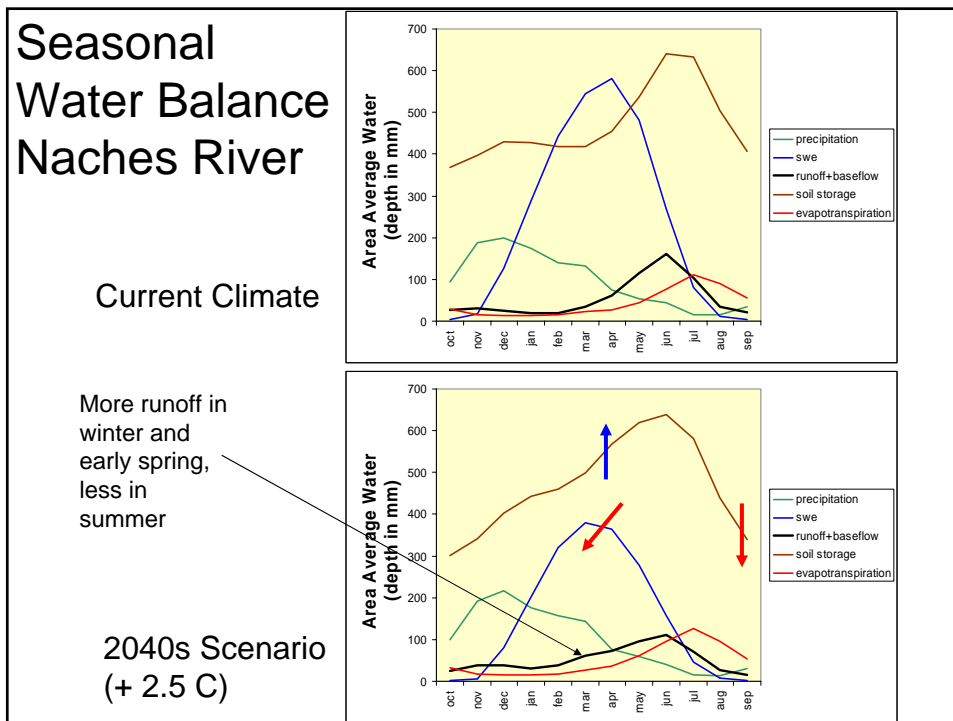 Seasonal
Water Balance
Naches River
Current Climate
More runoff in
winter and
early spring,
less in
summer
2040s Scenario
(+ 2.5 C)
Area Average Water
(depth in mm)
700
600
500
400
300
200
100
0
oct
nov
dec
jan
feb
mar
apr
may
jun
jul
aug
sep
precipitation
swe
runoff+baseflow
soil storage
evapotranspiration
Area Average Water
(depth in mm)
700
600
500
400
300
200
100
0
oct
nov
dec
jan
feb
mar
apr
may
jun
jul
aug
sep
precipitation
swe
runoff+baseflow
soil storage
evapotranspiration